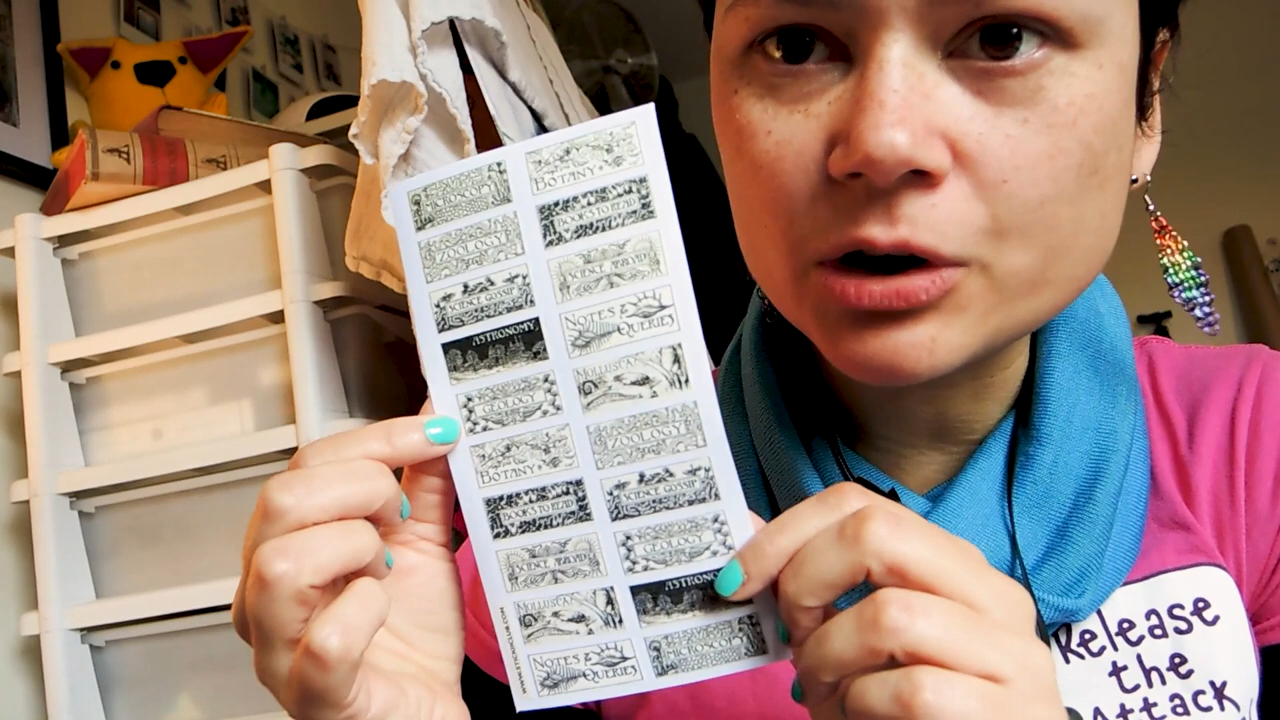 MICROSCOPY
ZOOLOGY
SCIENCE GOSSIP
ASTRONOMY
GEOLOGY
BOTANY
BOOKS TO READ
SCIENCE ABROAD
MOLLUSCA
NOTES &
QUERIES
BOTANY
BOOKS TO READ
SCIENCE ABROAD
NOTES &
QUERIES
MOLLUSCA
ZOOLOGY
SCIENCE GOSSIP
GEOLOGY
ASTRONO
MICROSCOPY
Release
the
Attack